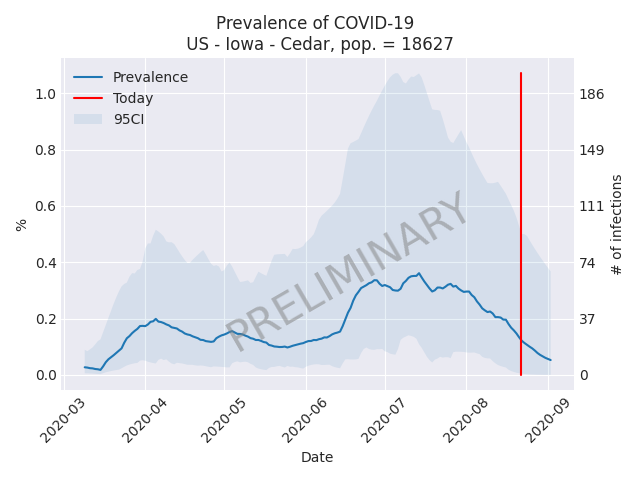 Prevalence of COVID-19
US - Iowa - Cedar, pop. = 18627
Prevalence
Today
95CI
1.0
0.8
0.6
0.4
0.2
0.0
%
186
149
111
74
37
0
# of infections
PRELIMINARY
2020-03
2020-04
2020-05
2020-06
2020-07
2020-08
2020-09
Date